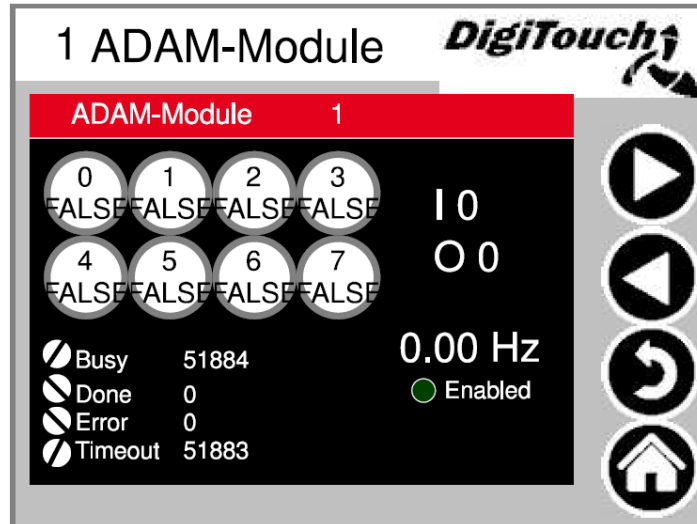 1 ADAM-Module
DigiTouch
ADAM-Module 1
0 1 2 3
FALSE FALSE FALSE FALSE
I 0
4 5 6 7
FALSE FALSE FALSE FALSE
O 0
Busy 51884
Done 0
Error 0
Timeout 51883
0.00 Hz
Enabled